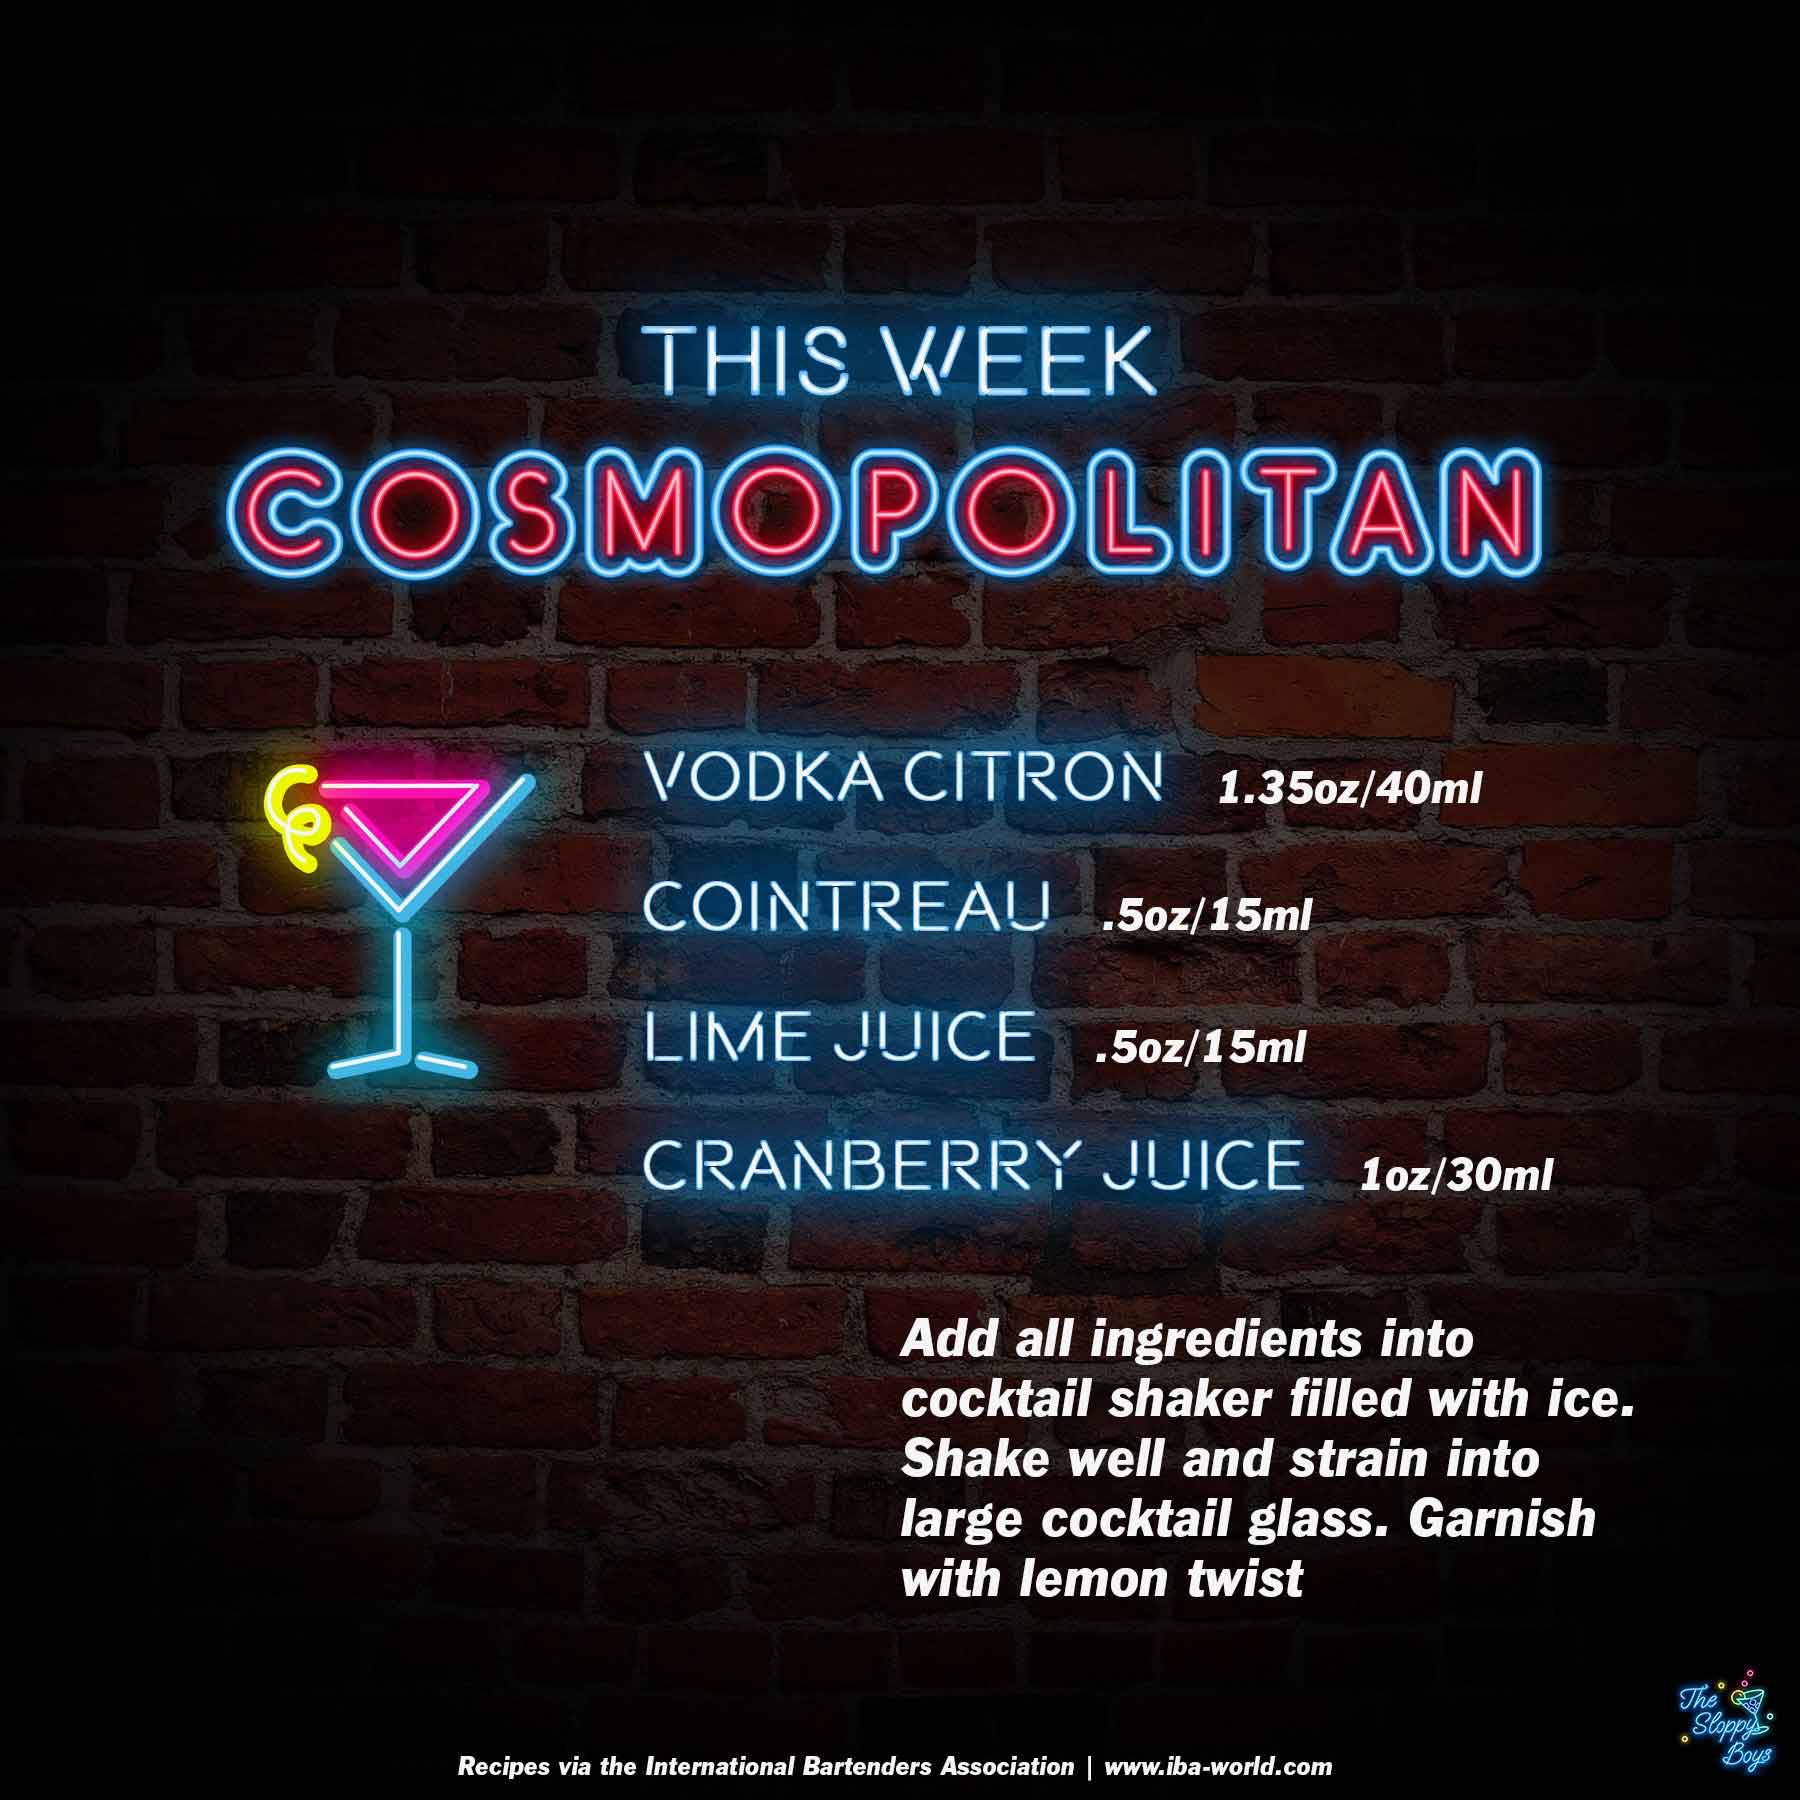 THIS WEEK
COSMOPOLITAN
VODKA CITRON 1.35oz/40ml
COINTREAU .5oz/15ml
LIME JUICE .5oz/15ml
CRANBERRY JUICE 1oz/30ml
Add all ingredients into
cocktail shaker filled with ice.
Shake well and strain into
large cocktail glass. Garnish
with lemon twist
The
Sloppy
Boys
Recipes via the International Bartenders Association | www.iba-world.com